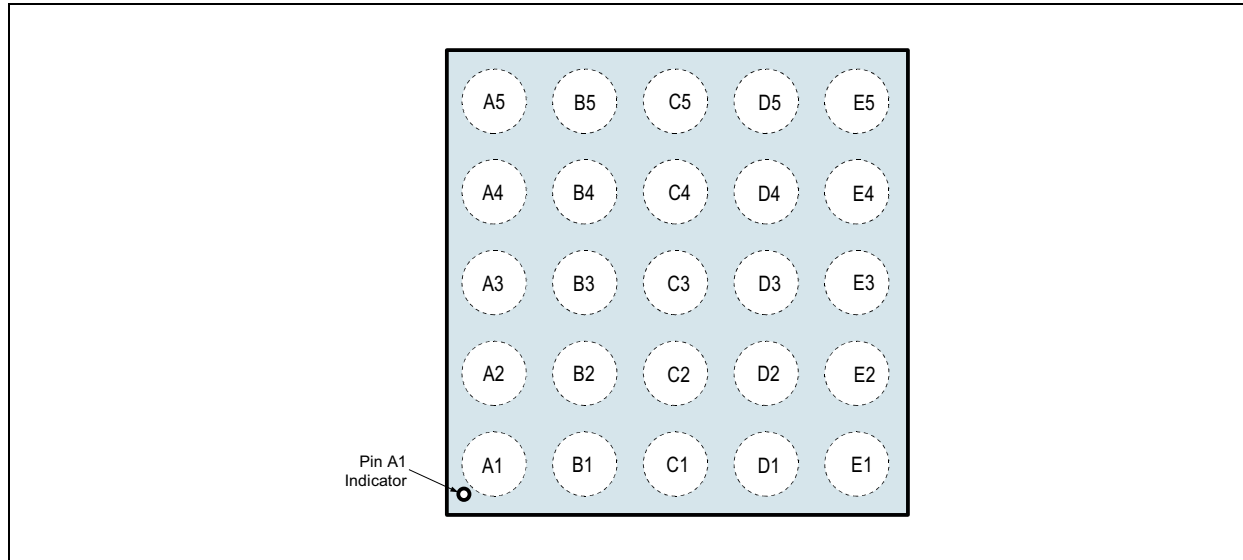 A5 B5 C5 D5 E5
A4 B4 C4 D4 E4
A3 B3 C3 D3 E3
A2 B2 C2 D2 E2
A1 B1 C1 D1 E1
Pin A1
Indicator